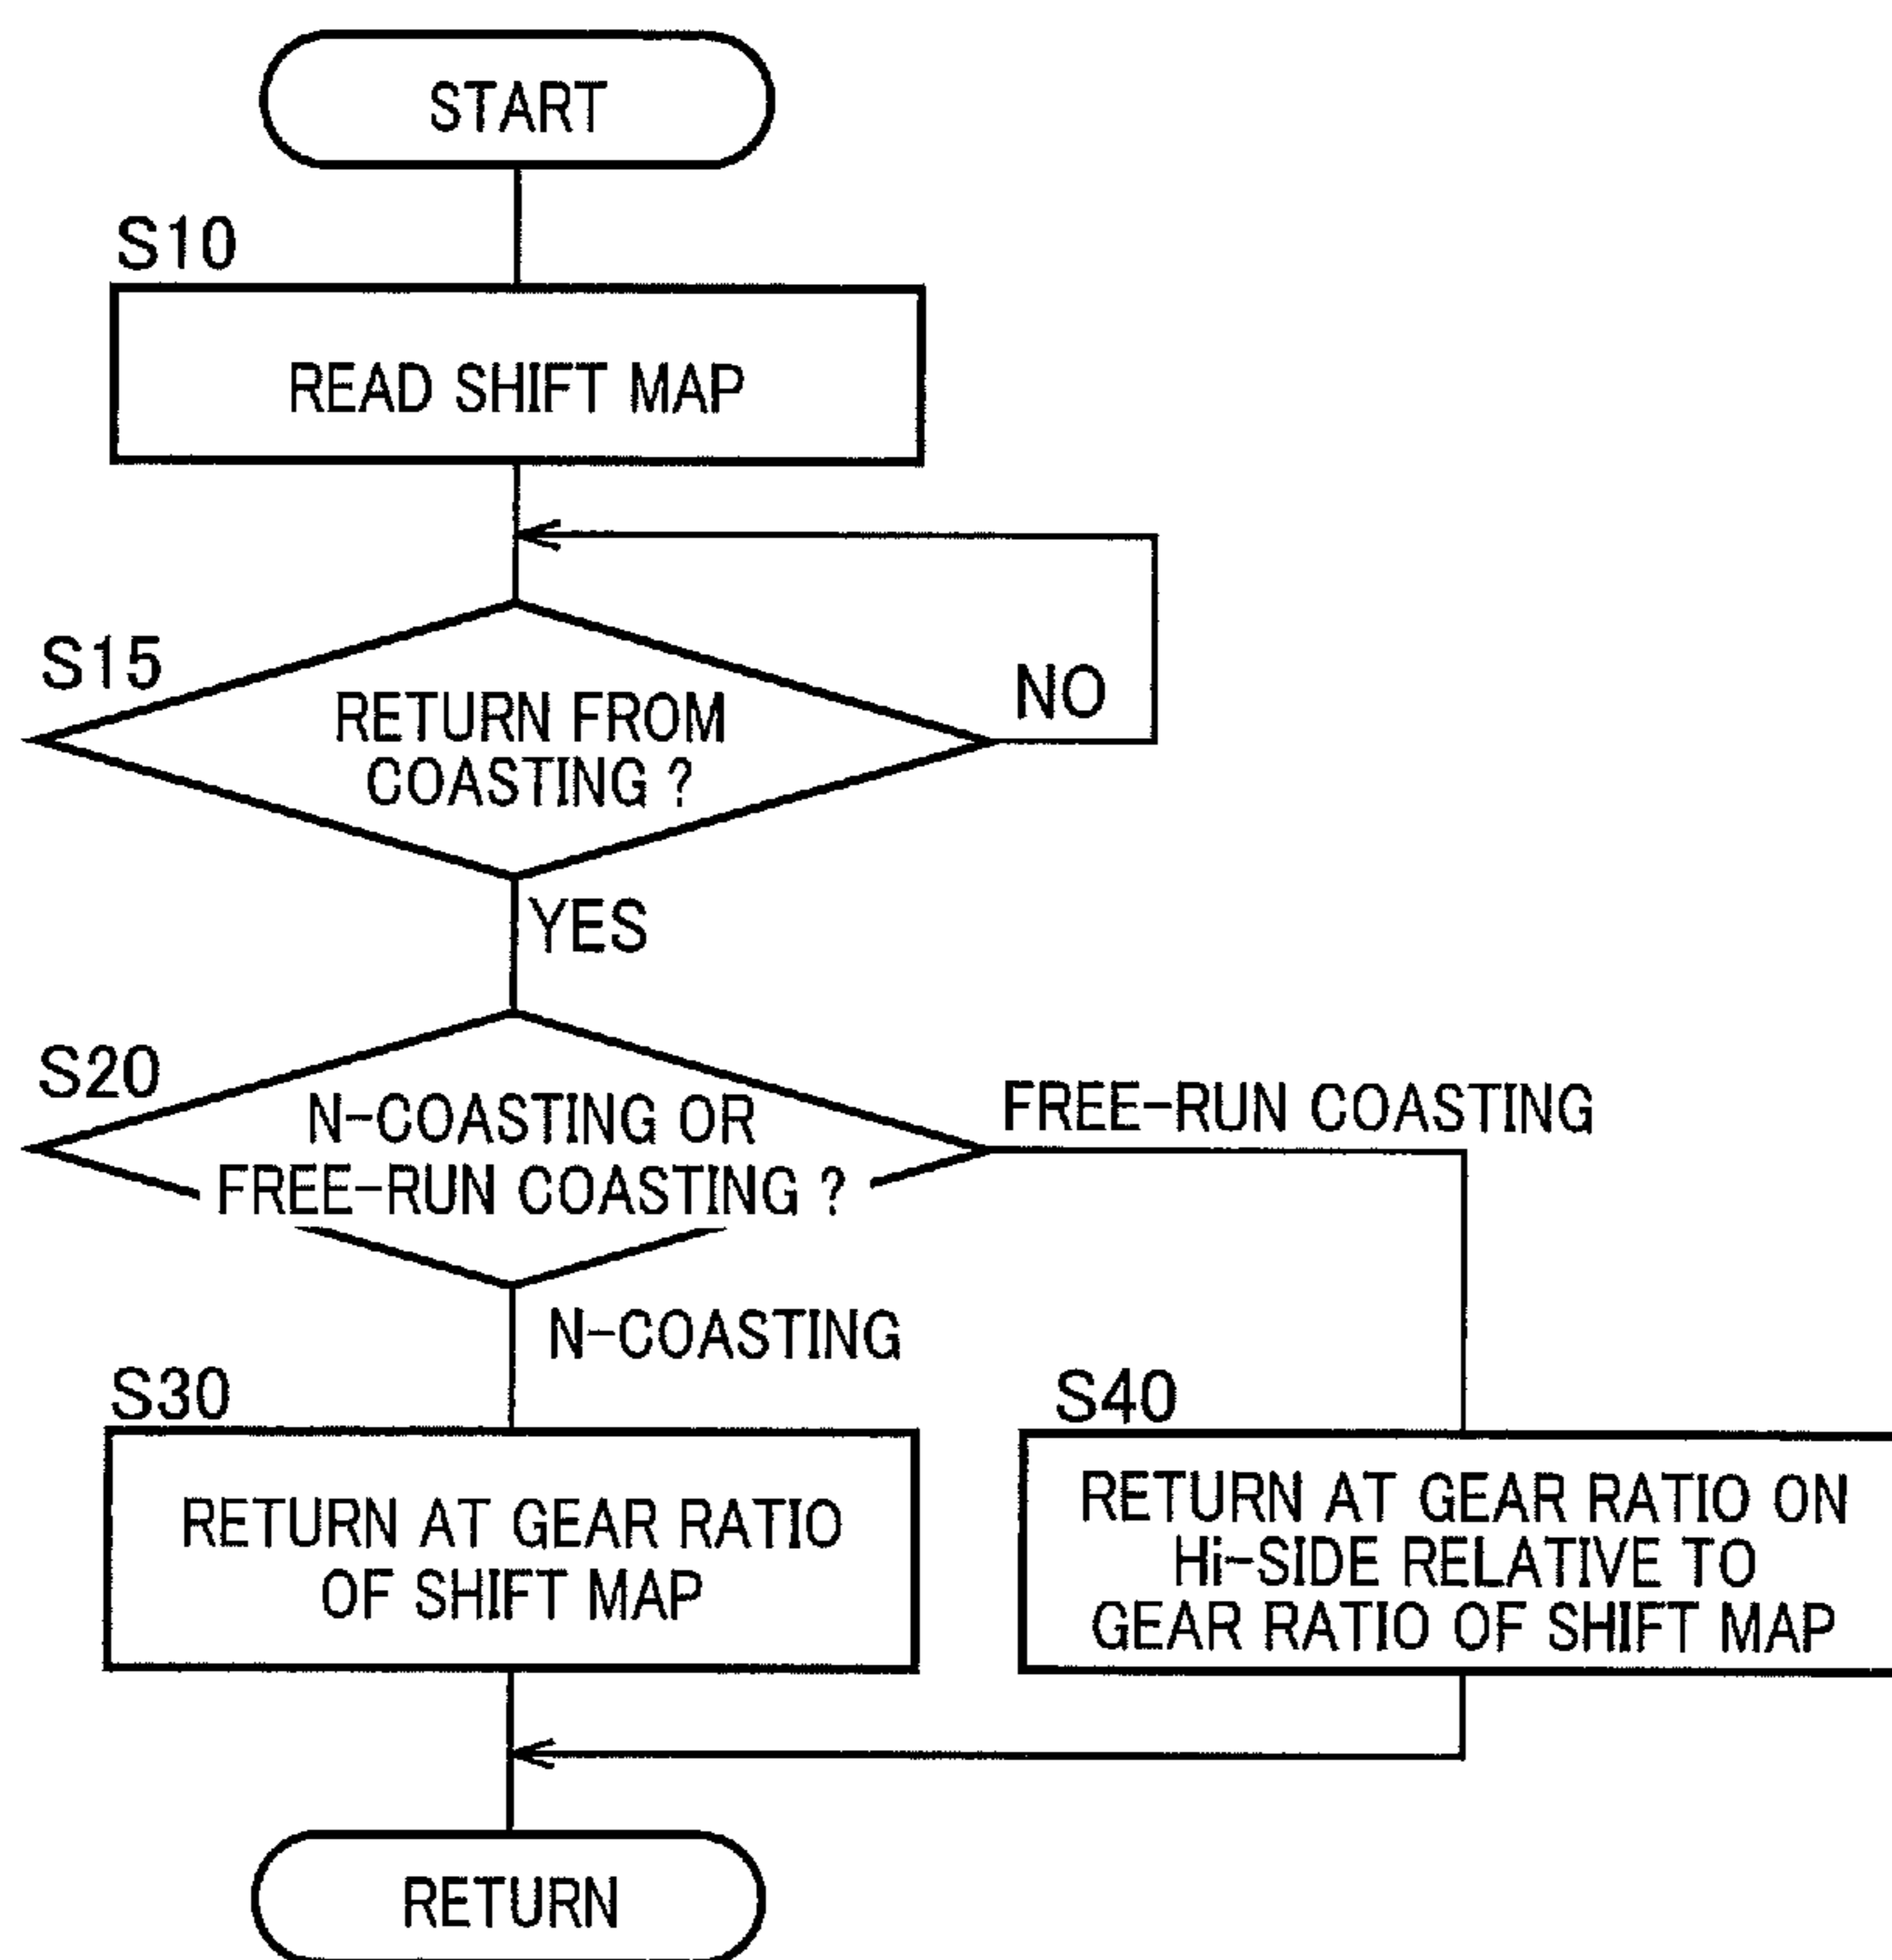 START
S10
READ SHIFT MAP
S15
RETURN FROM
COASTING ?
NO
YES
S20
N-COASTING OR
FREE-RUN COASTING ?
FREE-RUN COASTING
N-COASTING
S30
RETURN AT GEAR RATIO
OF SHIFT MAP
S40
RETURN AT GEAR RATIO ON
Hi-SIDE RELATIVE TO
GEAR RATIO OF SHIFT MAP
RETURN